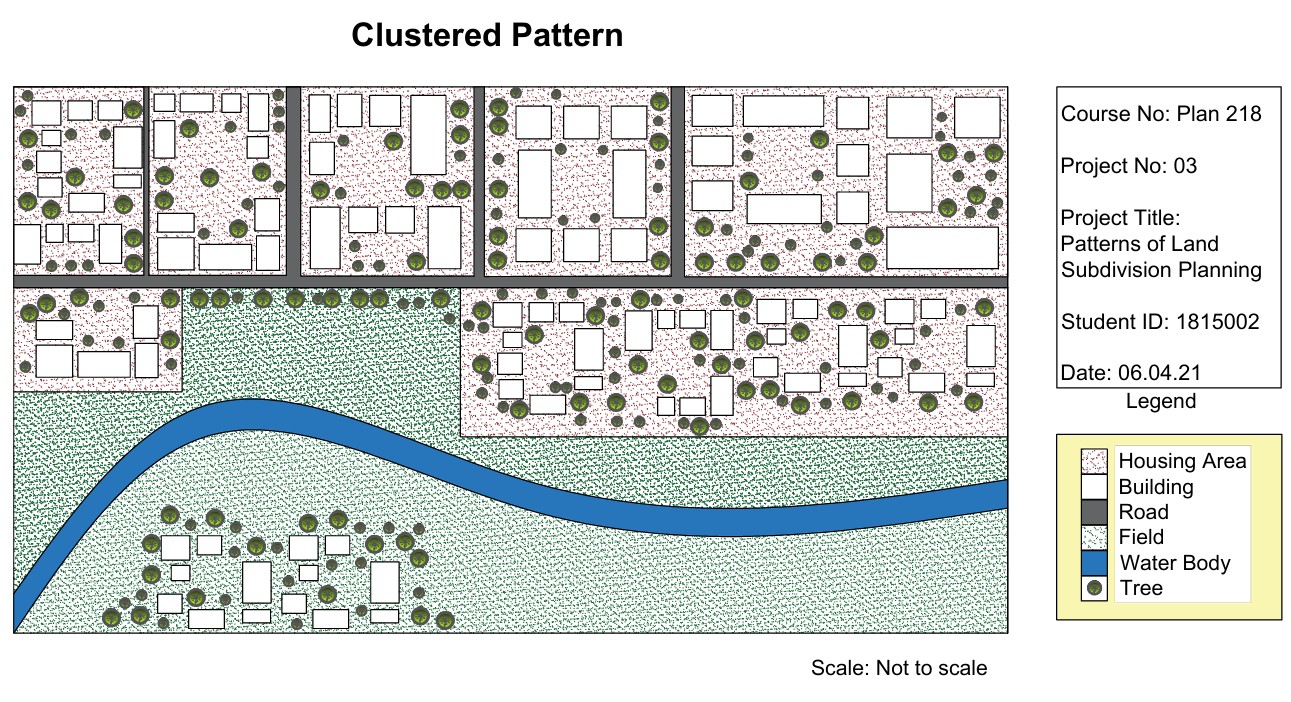 Clustered Pattern
Course No: Plan 218
Project No: 03
Project Title:
Patterns of Land
Subdivision Planning
Student ID: 1815002
Date: 06.04.21
Legend
Housing Area
Building
Road
Field
Water Body
Tree
Scale: Not to scale